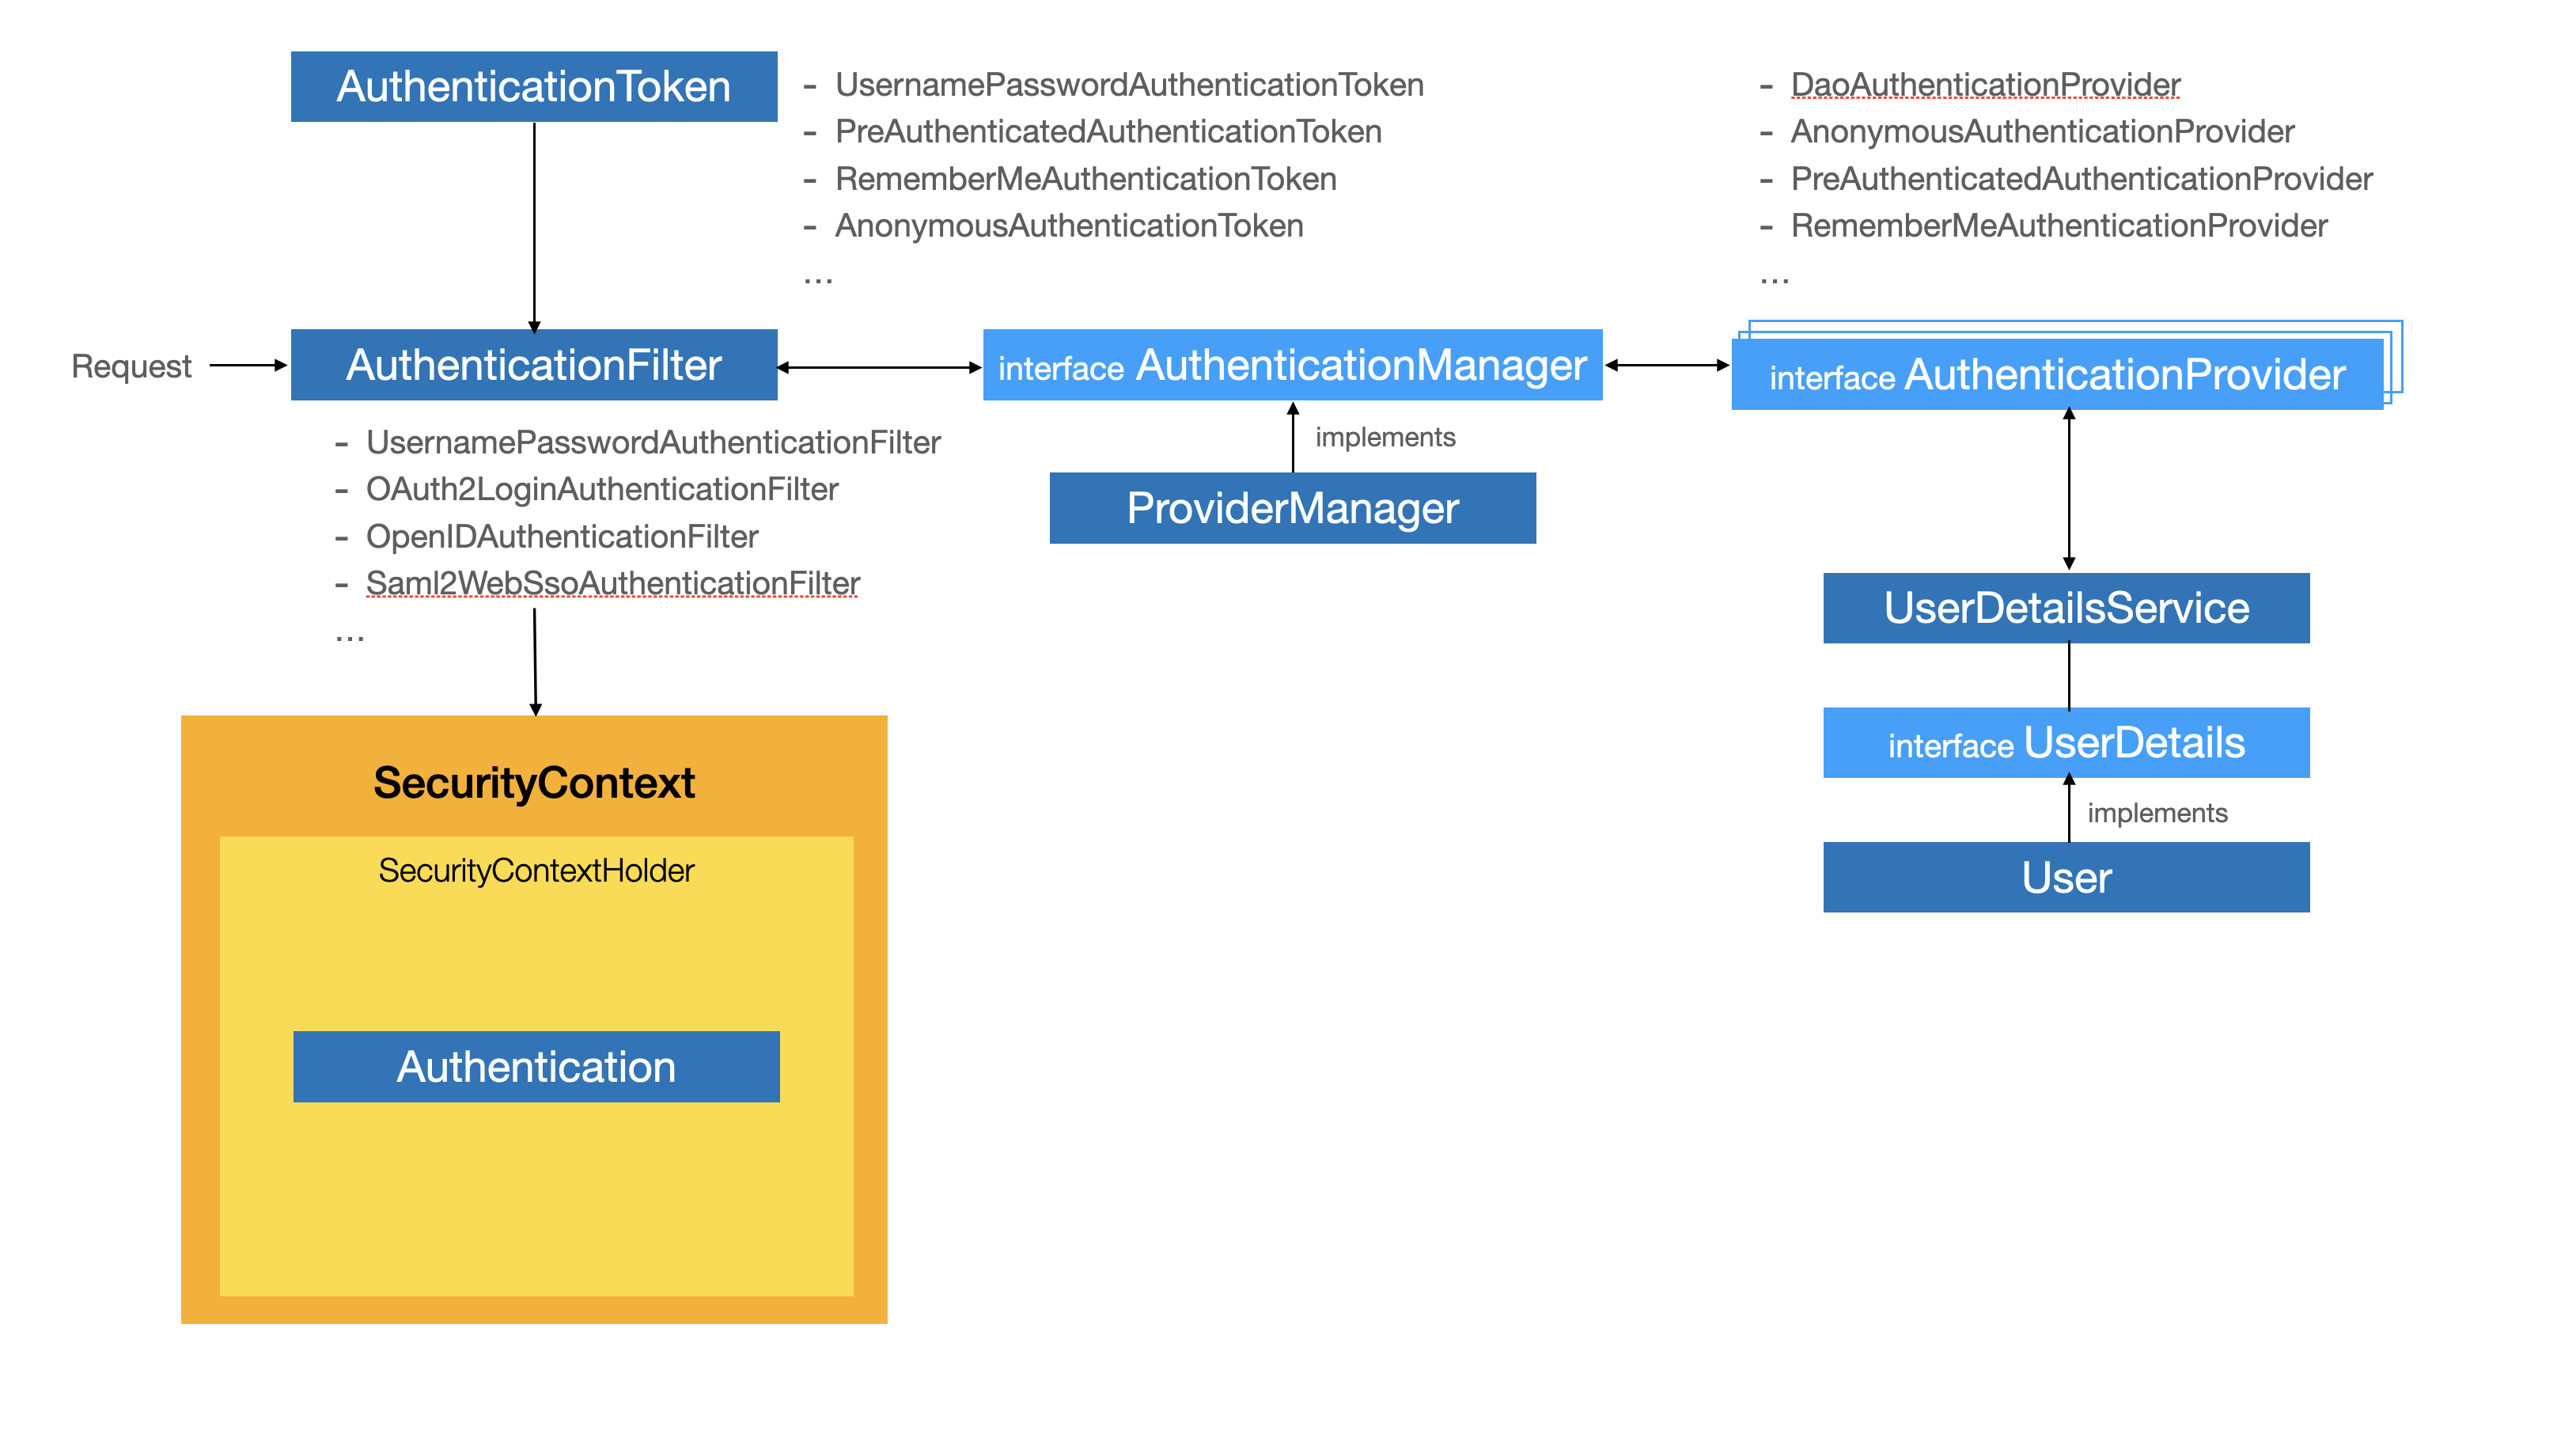 AuthenticationToken
- UsernamePasswordAuthenticationToken
- PreAuthenticatedAuthenticationToken
- RememberMeAuthenticationToken
- AnonymousAuthenticationToken
...
- DaoAuthenticationProvider
- AnonymousAuthenticationProvider
- PreAuthenticatedAuthenticationProvider
- RememberMeAuthenticationProvider
...
Request
AuthenticationFilter
interface AuthenticationManager
interface AuthenticationProvider
- UsernamePasswordAuthenticationFilter
- OAuth2LoginAuthenticationFilter
- OpenIDAuthenticationFilter
- Saml2WebSsoAuthenticationFilter
...
implements
ProviderManager
UserDetailsService
interface UserDetails
implements
User
SecurityContext
SecurityContextHolder
Authentication